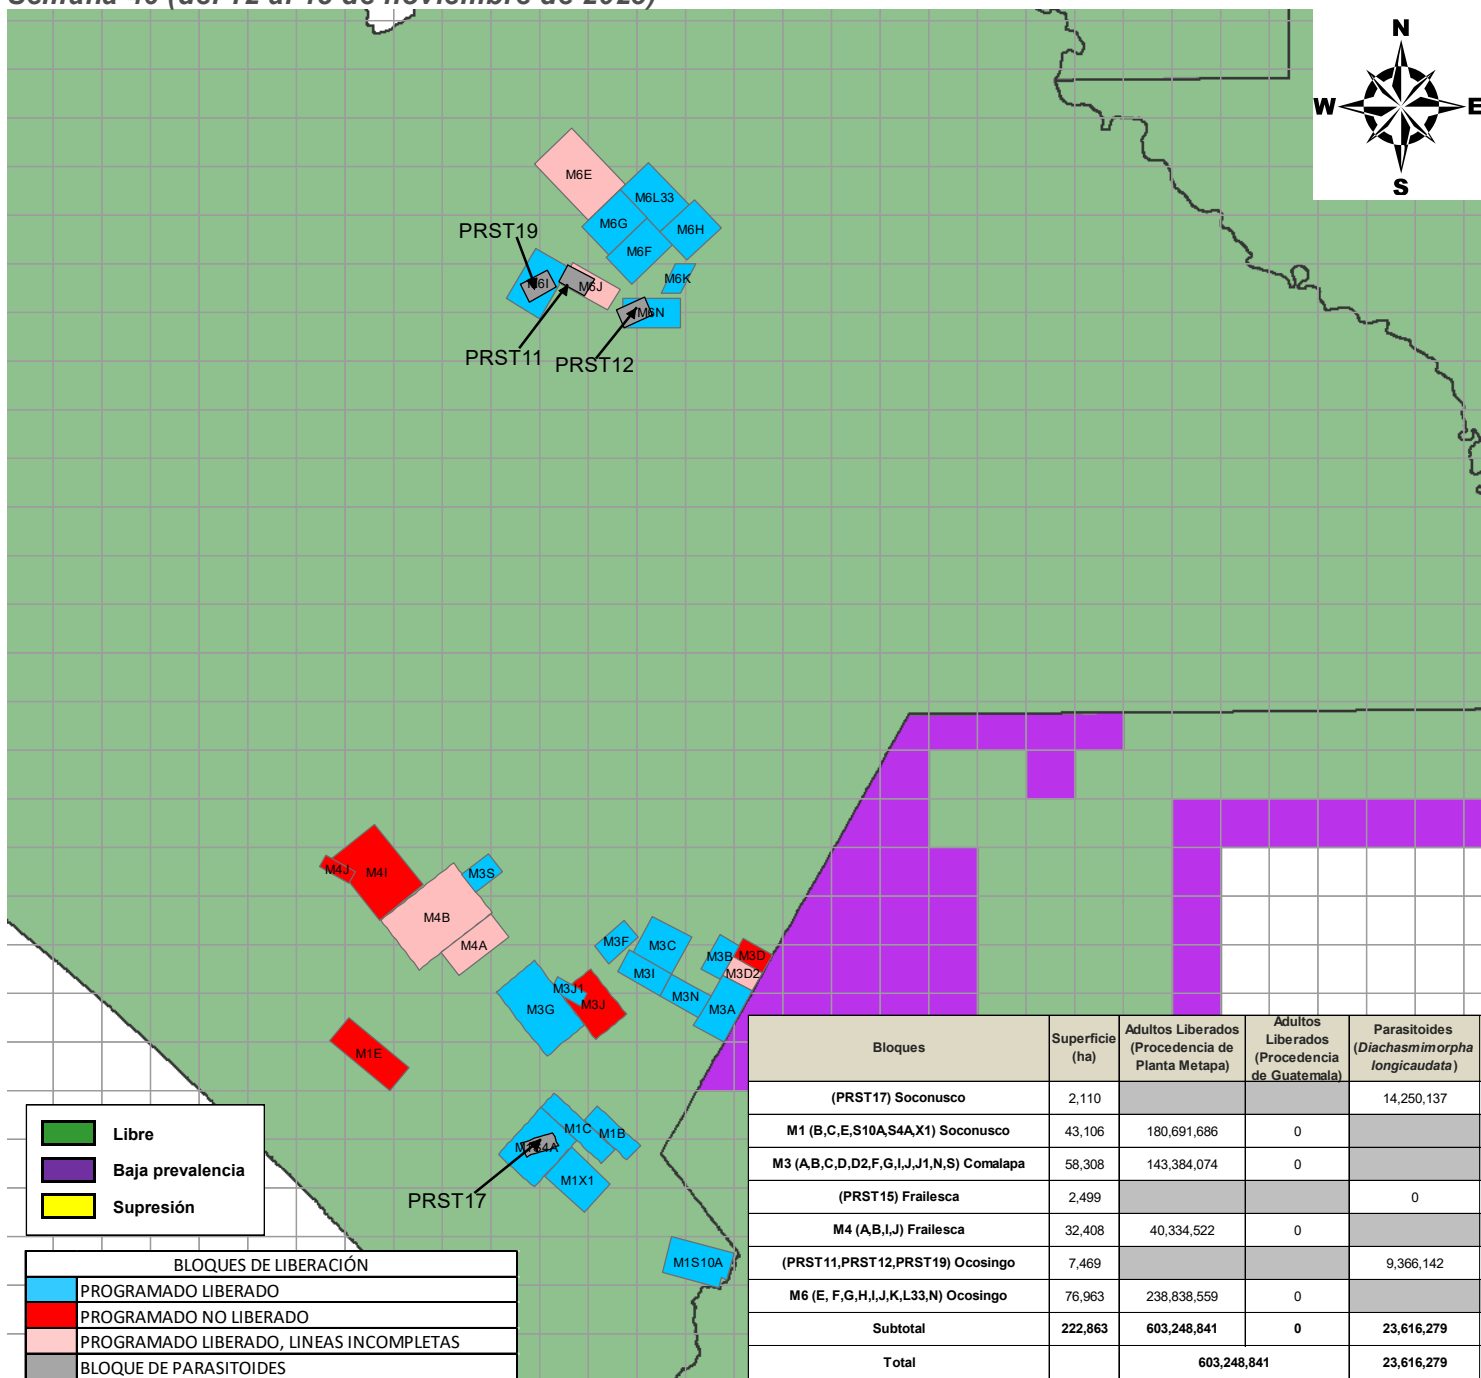 N
W E
S
M6E
M6L33
M6G
M6H
PRST19
M6F
M6K
M6I
M6J
M6N
PRST11
PRST12
M4J
M4I
M3S
M4B
M4A
M3F
M3C
M3B
M3D
M3I
M3D2
M3J1
M3N
M3G
M3J
M3A
M1E
M1C
M1B
M1S4A
M1X1
PRST17
M1S10A
Libre
Baja prevalencia
Supresión
BLOQUES DE LIBERACIÓN
PROGRAMADO LIBERADO
PROGRAMADO NO LIBERADO
PROGRAMADO LIBERADO, LINEAS INCOMPLETAS
BLOQUE DE PARASITOIDES
Bloques Superficie (ha) Adultos Liberados (Procedencia de Planta Metapa) Adultos Liberados (Procedencia de Guatemala) Parasitoides (Diachasmimorpha longicaudata)
(PRST17) Soconusco 2,110 14,250,137
M1 (B,C,E,S10A,S4A,X1) Soconusco 43,106 180,691,686 0
M3 (A,B,C,D,D2,F,G,I,J,J1,N,S) Comalapa 58,308 143,384,074 0
(PRST15) Frailesca 2,499 0
M4 (A,B,I,J) Frailesca 32,408 40,334,522 0
(PRST11,PRST12,PRST19) Ocosingo 7,469 9,366,142
M6 (E, F,G,H,I,J,K,L33,N) Ocosingo 76,963 238,838,559 0
Subtotal 222,863 603,248,841 0 23,616,279
Total 603,248,841 23,616,279